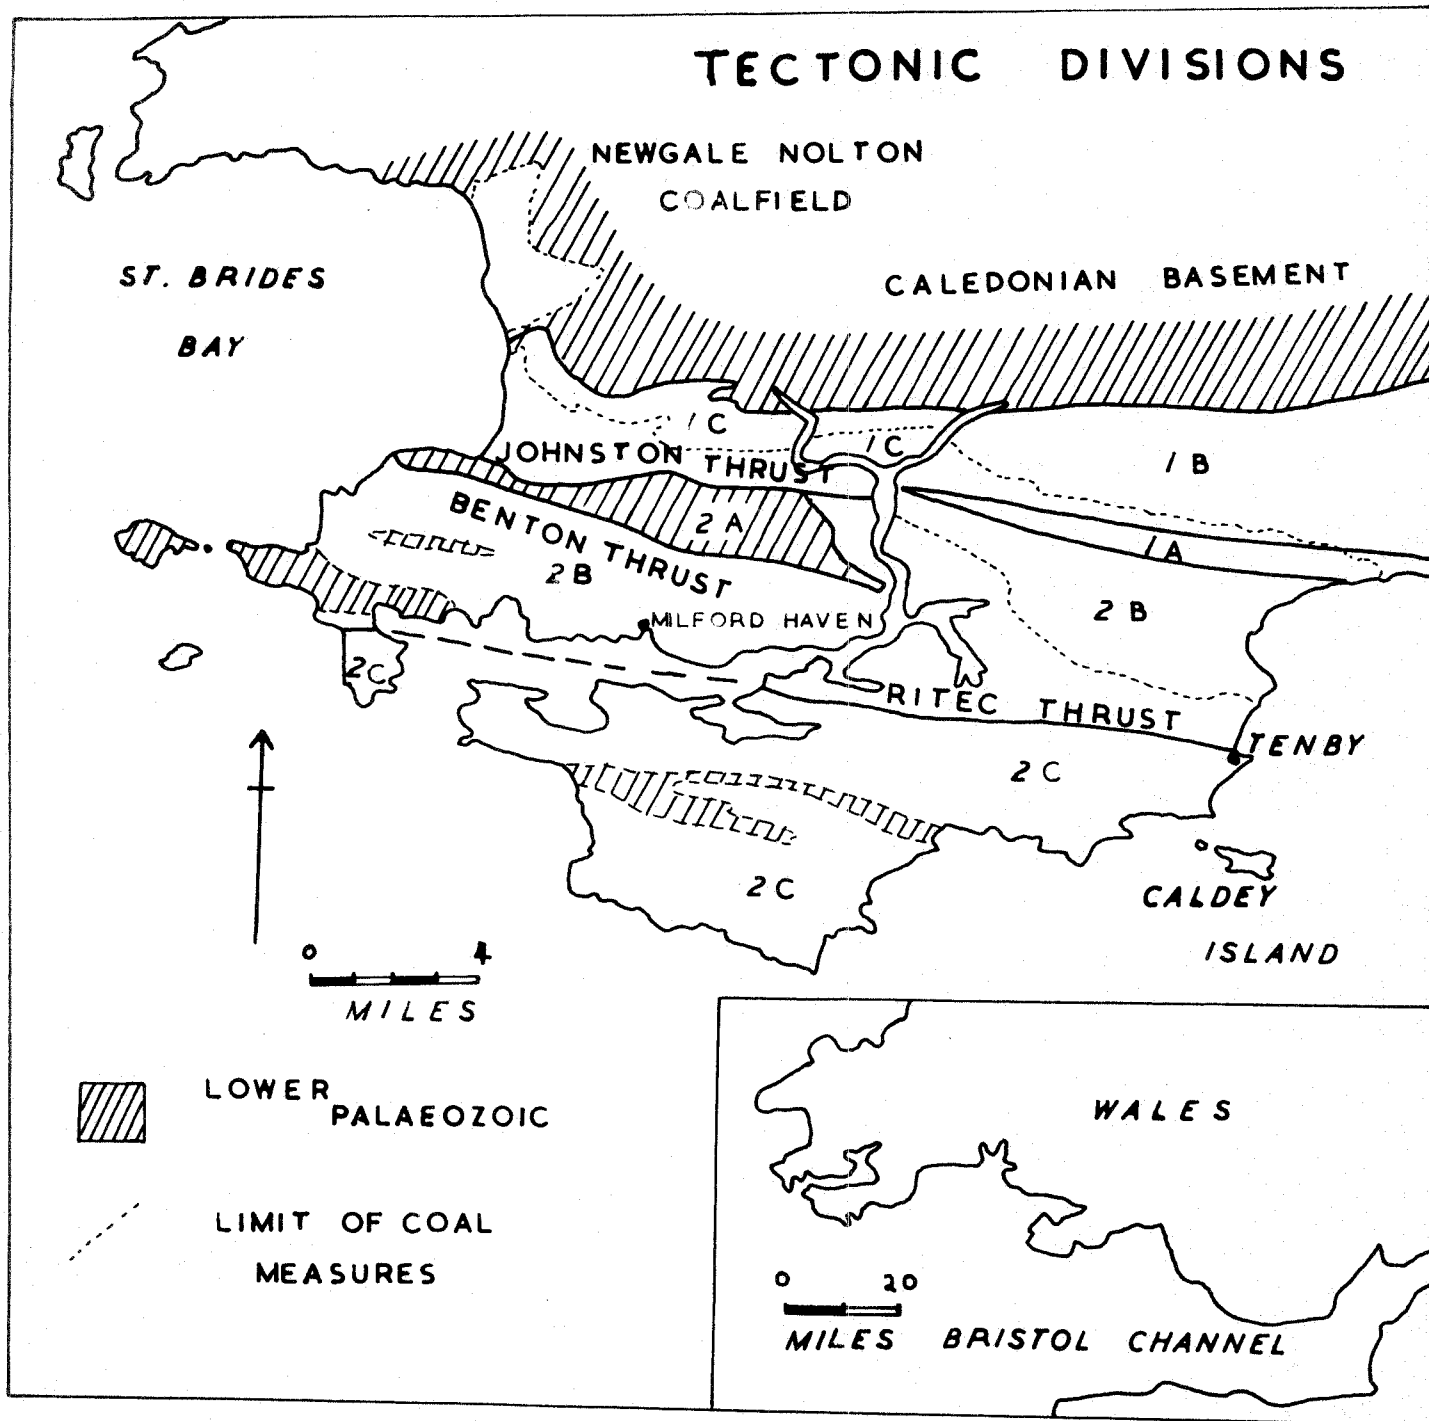 TECTONIC DIVISIONS
NEWGALE NOLTON
COALFIELD
ST. BRIDES
BAY
CALEDONIAN BASEMENT
1C
1C
1B
JOHNSTON THRUST
BENTON THRUST
2A
1A
2B
2B
MILFORD HAVEN
2C
RITEC THRUST
TENBY
2C
2C
CALDEY
ISLAND
0 4
MILES
LOWER
PALAEOZOIC
LIMIT OF COAL
MEASURES
WALES
0 20
MILES BRISTOL CHANNEL